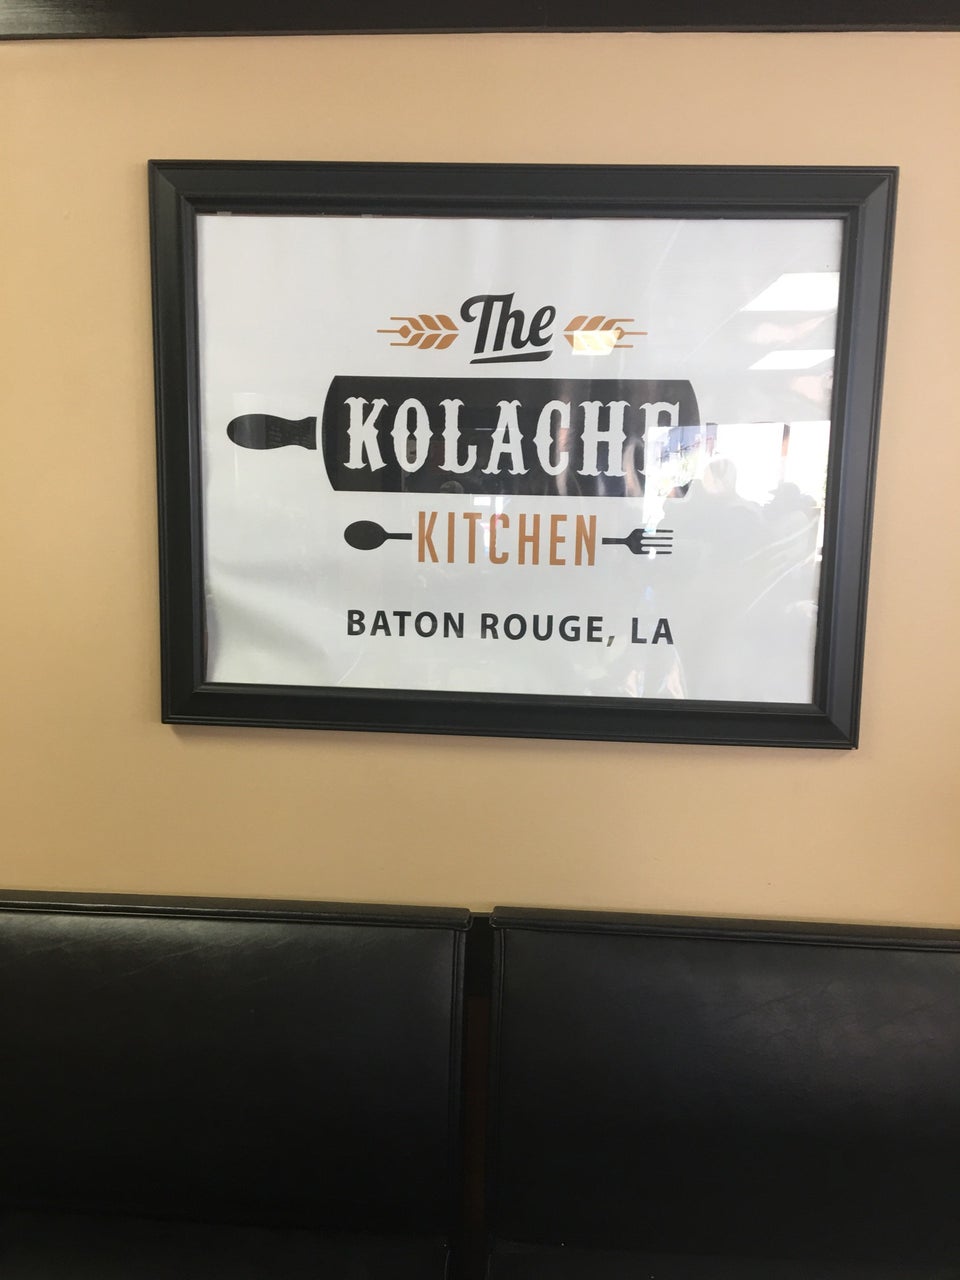 The
KOLACHE
KITCHEN
BATON ROUGE, LA